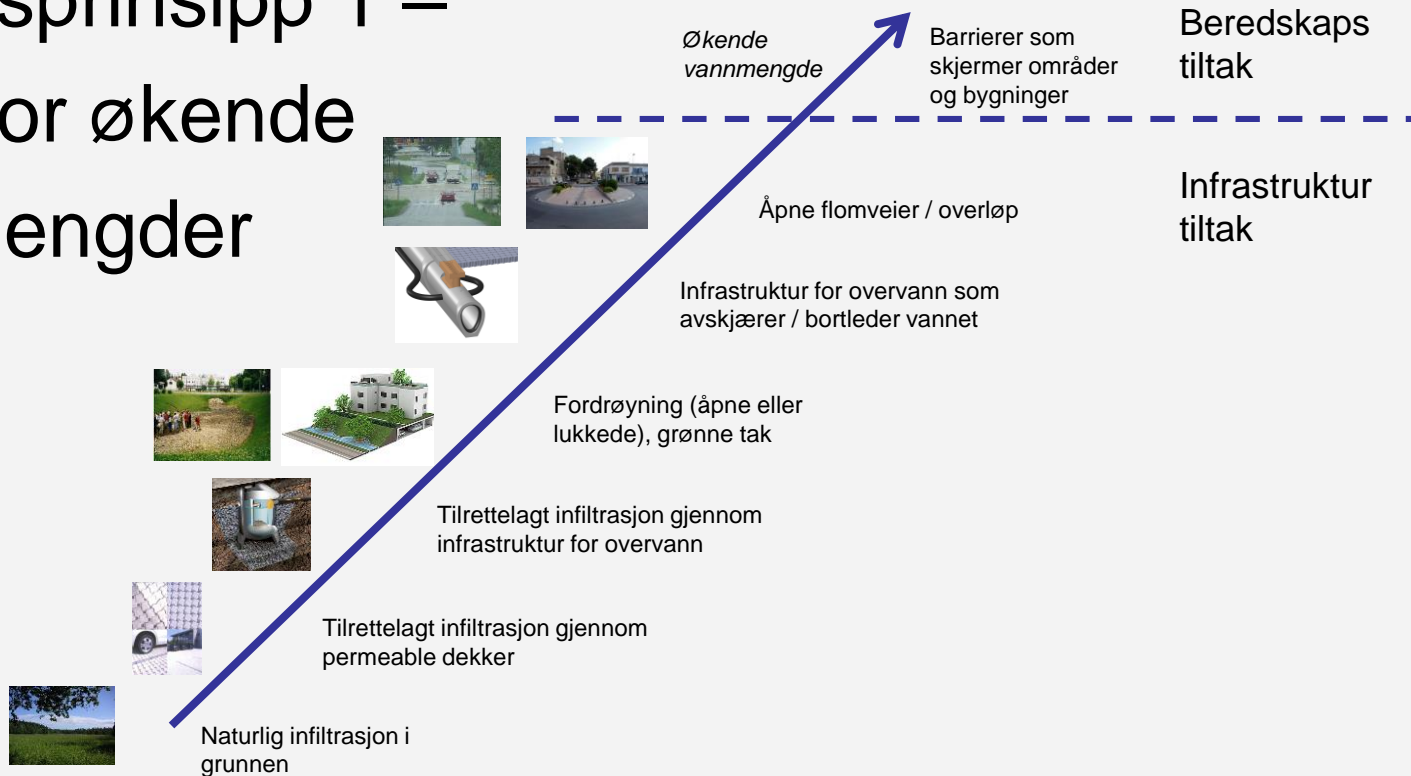 sprinsipp 1 –
or økende
engder
Økende
vannmengde
Barrierer som
skjermer områder
og bygninger
Beredskaps
tiltak
Infrastruktur
tiltak
Åpne flomveier / overløp
Infrastruktur for overvann som
avskjærer / bortleder vannet
Fordrøyning (åpne eller
lukkede), grønne tak
Tilrettelagt infiltrasjon gjennom
infrastruktur for overvann
Tilrettelagt infiltrasjon gjennom
permeable dekker
Naturlig infiltrasjon i
grunnen